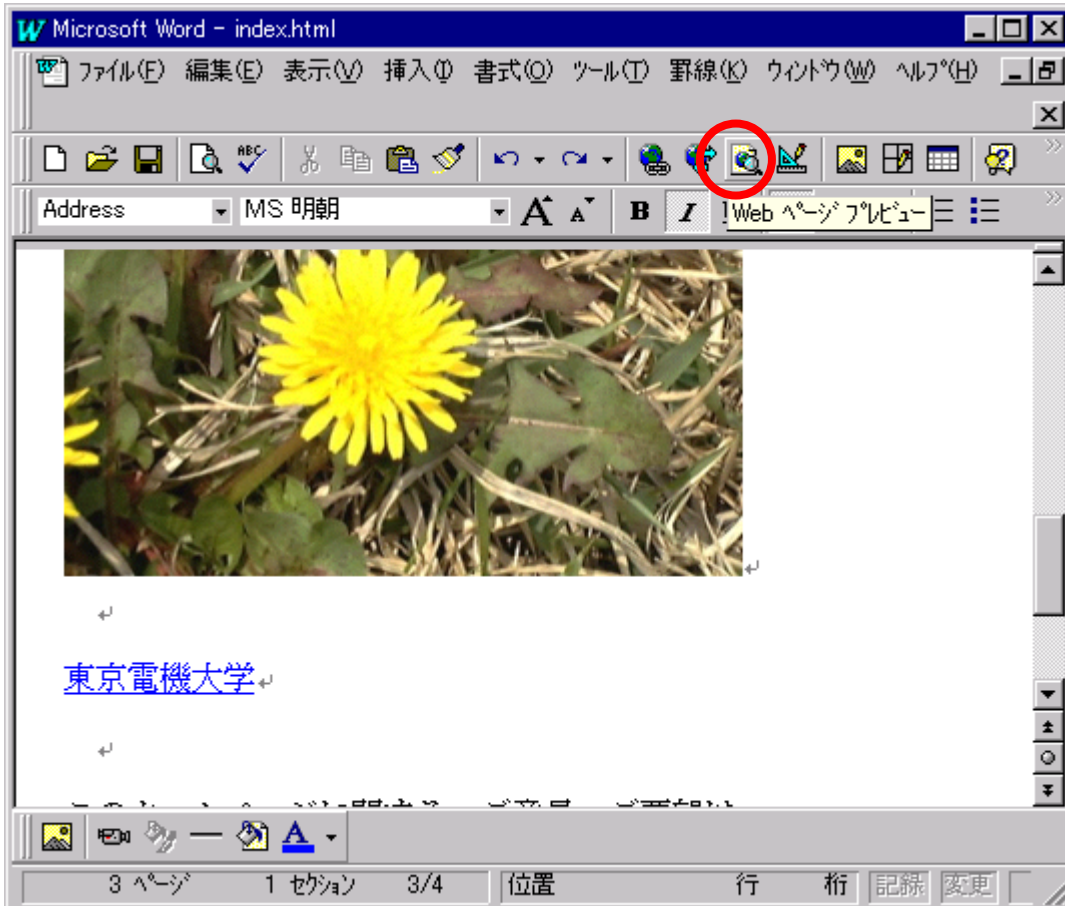 Microsoft Word - index.html
ファイル(F) 編集(E) 表示(V) 挿入(I) 書式(O) ツール(T) 罫線(K) ウィンドウ(W) ヘルプ(H)
ABC
Address MS 明朝 A A B I Web ページ プレビュー
東京電機大学
A
3 ページ 1 セクション 3/4 位置 行 桁 記録 変更